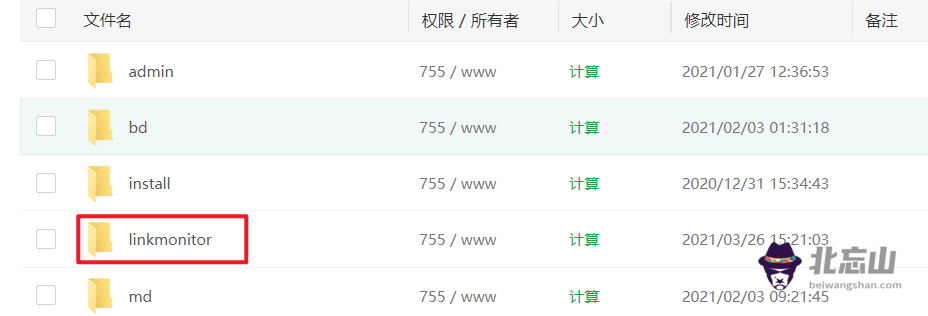 文件名 权限 / 所有者 大小 修改时间 备注
admin 755 / www 计算 2021/01/27 12:36:53
bd 755 / www 计算 2021/02/03 01:31:18
install 755 / www 计算 2020/12/31 15:34:43
linkmonitor 755 / www 计算 2021/03/26 15:21:03
北忘山
beiwangshan.com
md 755 / www 计算 2021/02/03 09:21:45